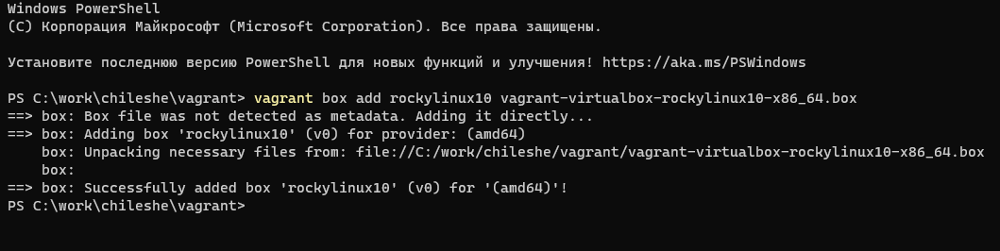 Windows PowerShell
(C) Корпорация Майкрософт (Microsoft Corporation). Все права защищены.
Установите последнюю версию PowerShell для новых функций и улучшения! https://aka.ms/PSWindows
PS C:\work\chileshe\vagrant> vagrant box add rockylinux10 vagrant-virtualbox-rockylinux10-x86_64.box
==> box: Box file was not detected as metadata. Adding it directly...
==> box: Adding box 'rockylinux10' (v0) for provider: (amd64)
    box: Unpacking necessary files from: file://C:/work/chileshe/vagrant/vagrant-virtualbox-rockylinux10-x86_64.box
    box:
==> box: Successfully added box 'rockylinux10' (v0) for '(amd64)'!
PS C:\work\chileshe\vagrant>